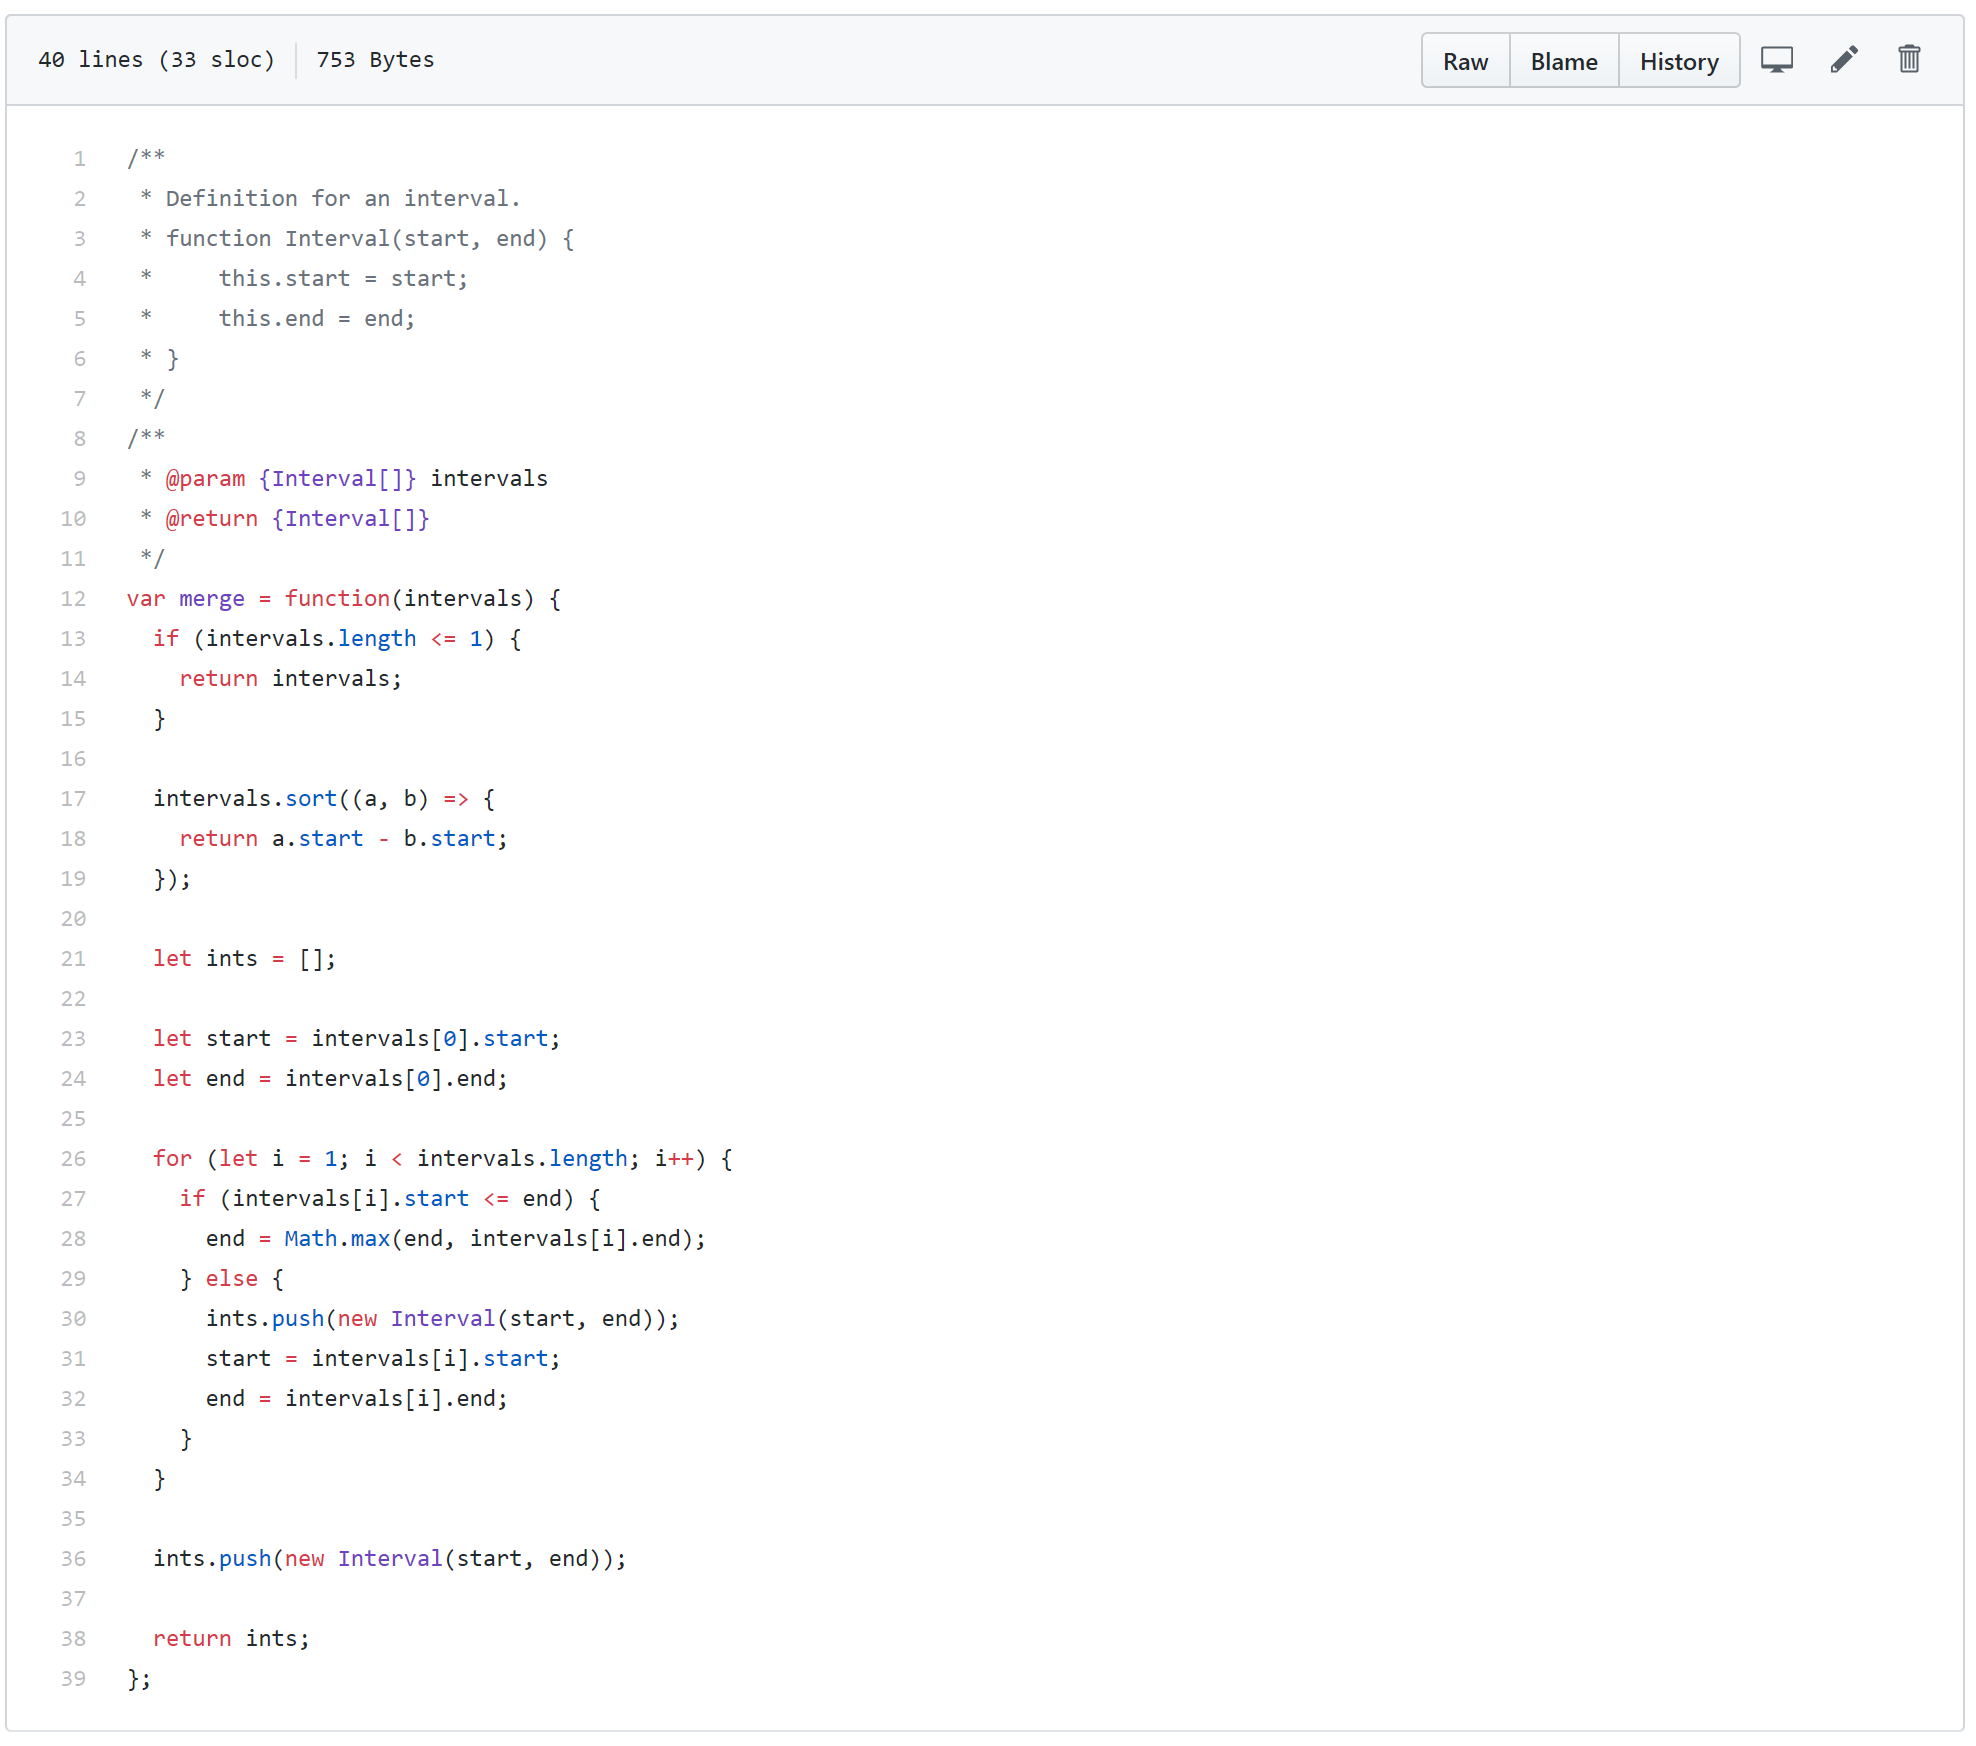 40 lines (33 sloc) 753 Bytes Raw Blame History
1 /**
2  * Definition for an interval.
3  * function Interval(start, end) {
4  *     this.start = start;
5  *     this.end = end;
6  * }
7  */
8 /**
9  * @param {Interval[]} intervals
10  * @return {Interval[]}
11  */
12 var merge = function(intervals) {
13   if (intervals.length <= 1) {
14     return intervals;
15   }
16
17   intervals.sort((a, b) => {
18     return a.start - b.start;
19   });
20
21   let ints = [];
22
23   let start = intervals[0].start;
24   let end = intervals[0].end;
25
26   for (let i = 1; i < intervals.length; i++) {
27     if (intervals[i].start <= end) {
28       end = Math.max(end, intervals[i].end);
29     } else {
30       ints.push(new Interval(start, end));
31       start = intervals[i].start;
32       end = intervals[i].end;
33     }
34   }
35
36   ints.push(new Interval(start, end));
37
38   return ints;
39 };